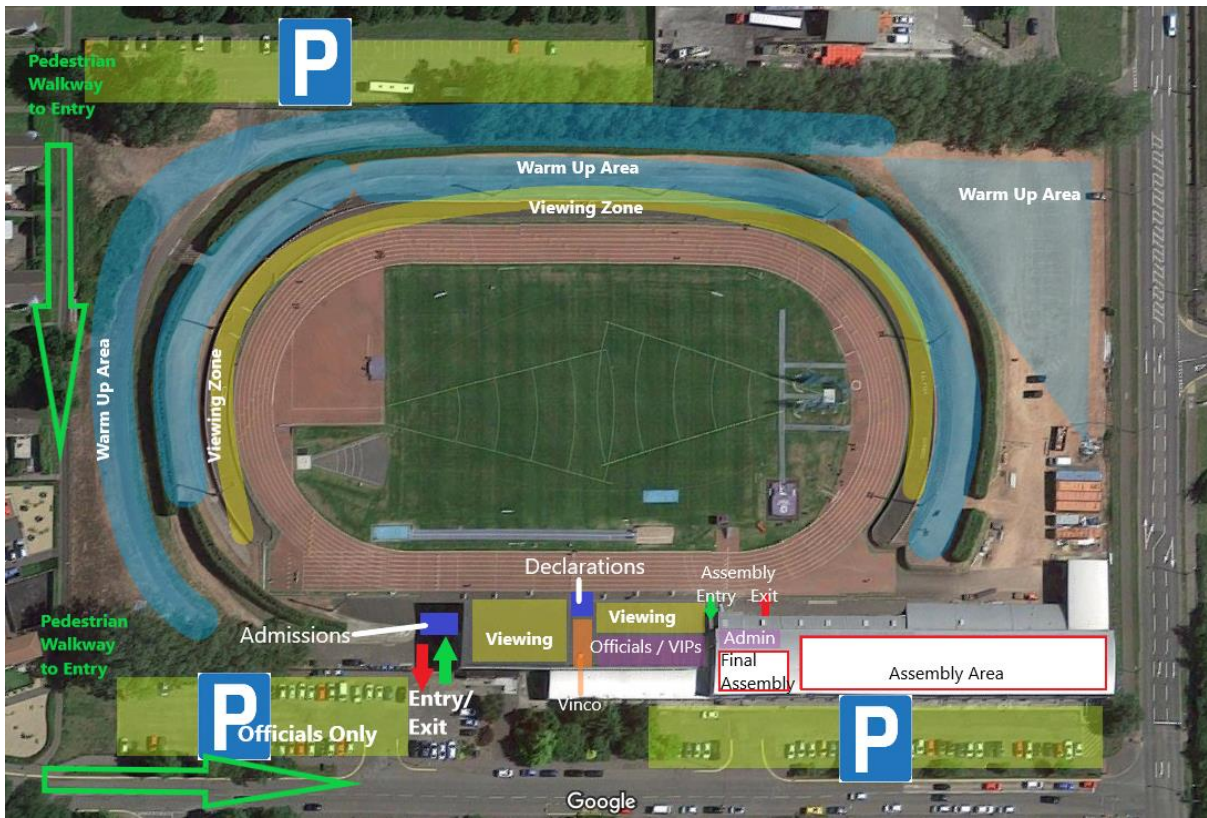 P
Pedestrian
Walkway
to Entry
Warm Up Area
Warm Up Area
Viewing Zone
Warm Up Area
Viewing Zone
Declarations
Assembly
Entry Exit
Pedestrian
Walkway
to Entry
Admissions
Viewing
Viewing
Officials / VIPs
Admin
Final
Assembly
Assembly Area
Vinco
Entry/
Exit
P
Officials Only
P
Google